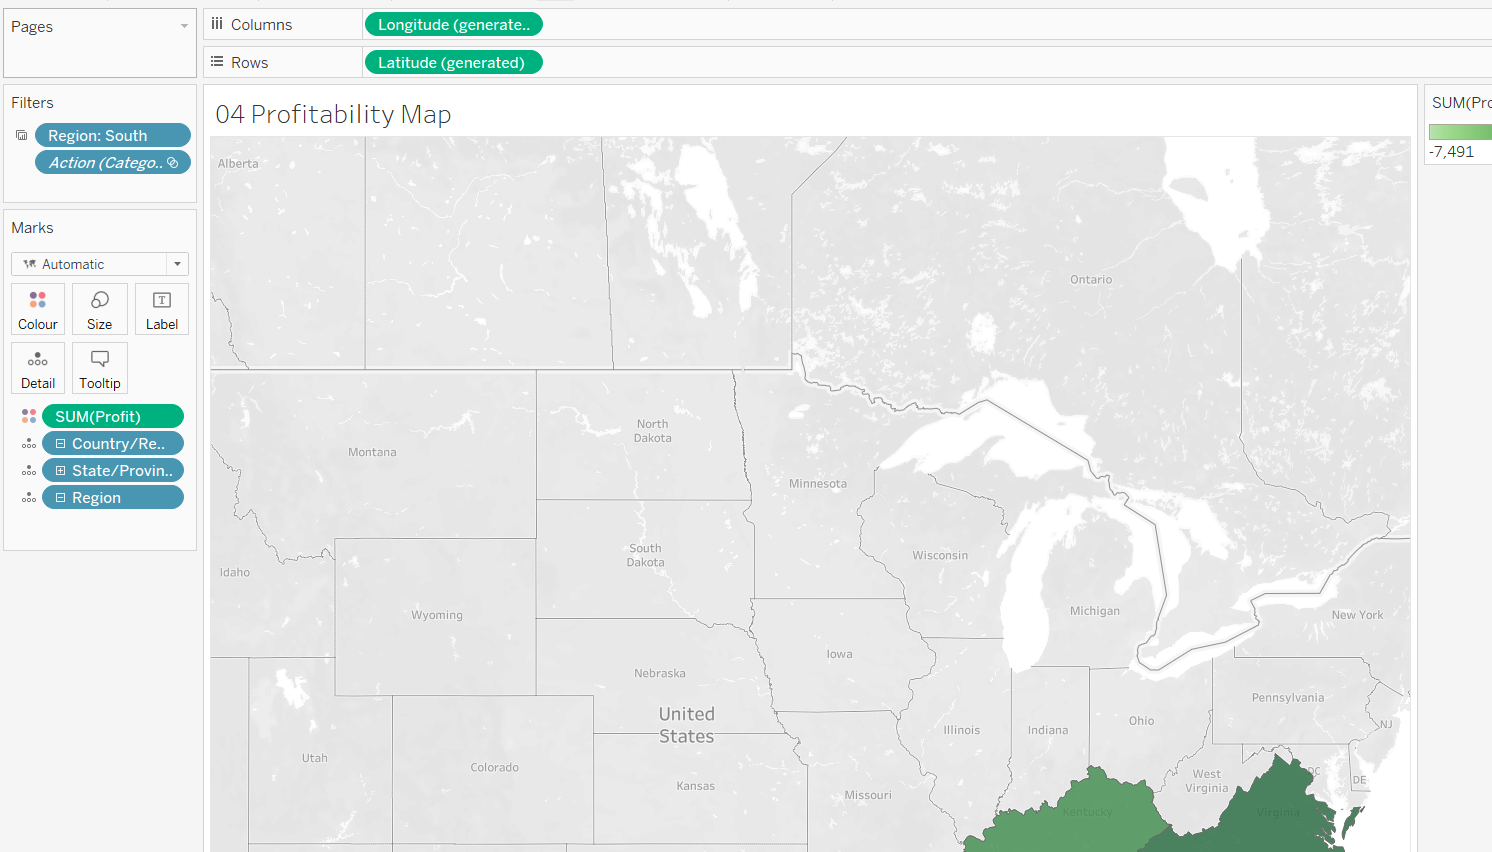 Pages
Columns
Longitude (generate..
Rows
Latitude (generated)
Filters
Region: South
Action (Catego..
Marks
Automatic
Colour
Size
Label
Detail
Tooltip
SUM(Profit)
Country/Re..
State/Provin..
Region
04 Profitability Map
SUM(Pro
-7,491
Alberta
Ontario
Montana
North
Dakota
Minnesota
South
Dakota
Wisconsin
Idaho
Wyoming
Michigan
New York
Iowa
Nebraska
United
States
Pennsylvania
Illinois
Indiana
Ohio
NJ
Utah
Colorado
Kansas
Missouri
West
Virginia
DC
DE
Kentucky
Virginia